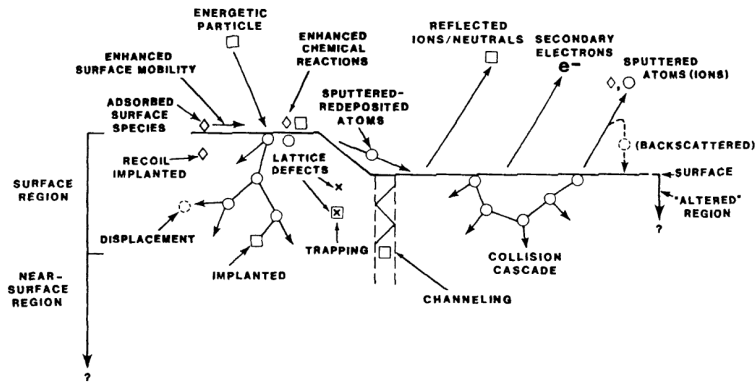 ENERGETIC
PARTICLE
ENHANCED
CHEMICAL
REACTIONS
REFLECTED
IONS/NEUTRALS
SECONDARY
ELECTRONS
e−
SPUTTERED
ATOMS (IONS)
ENHANCED
SURFACE MOBILITY
ADSORBED
SURFACE
SPECIES
SPUTTERED-
REDEPOSITED
ATOMS
,
(BACKSCATTERED)
RECOIL
IMPLANTED
LATTICE
DEFECTS
SURFACE
SURFACE
REGION
"ALTERED"
REGION
?
DISPLACEMENT
TRAPPING
IMPLANTED
COLLISION
CASCADE
NEAR-
SURFACE
REGION
CHANNELING
?